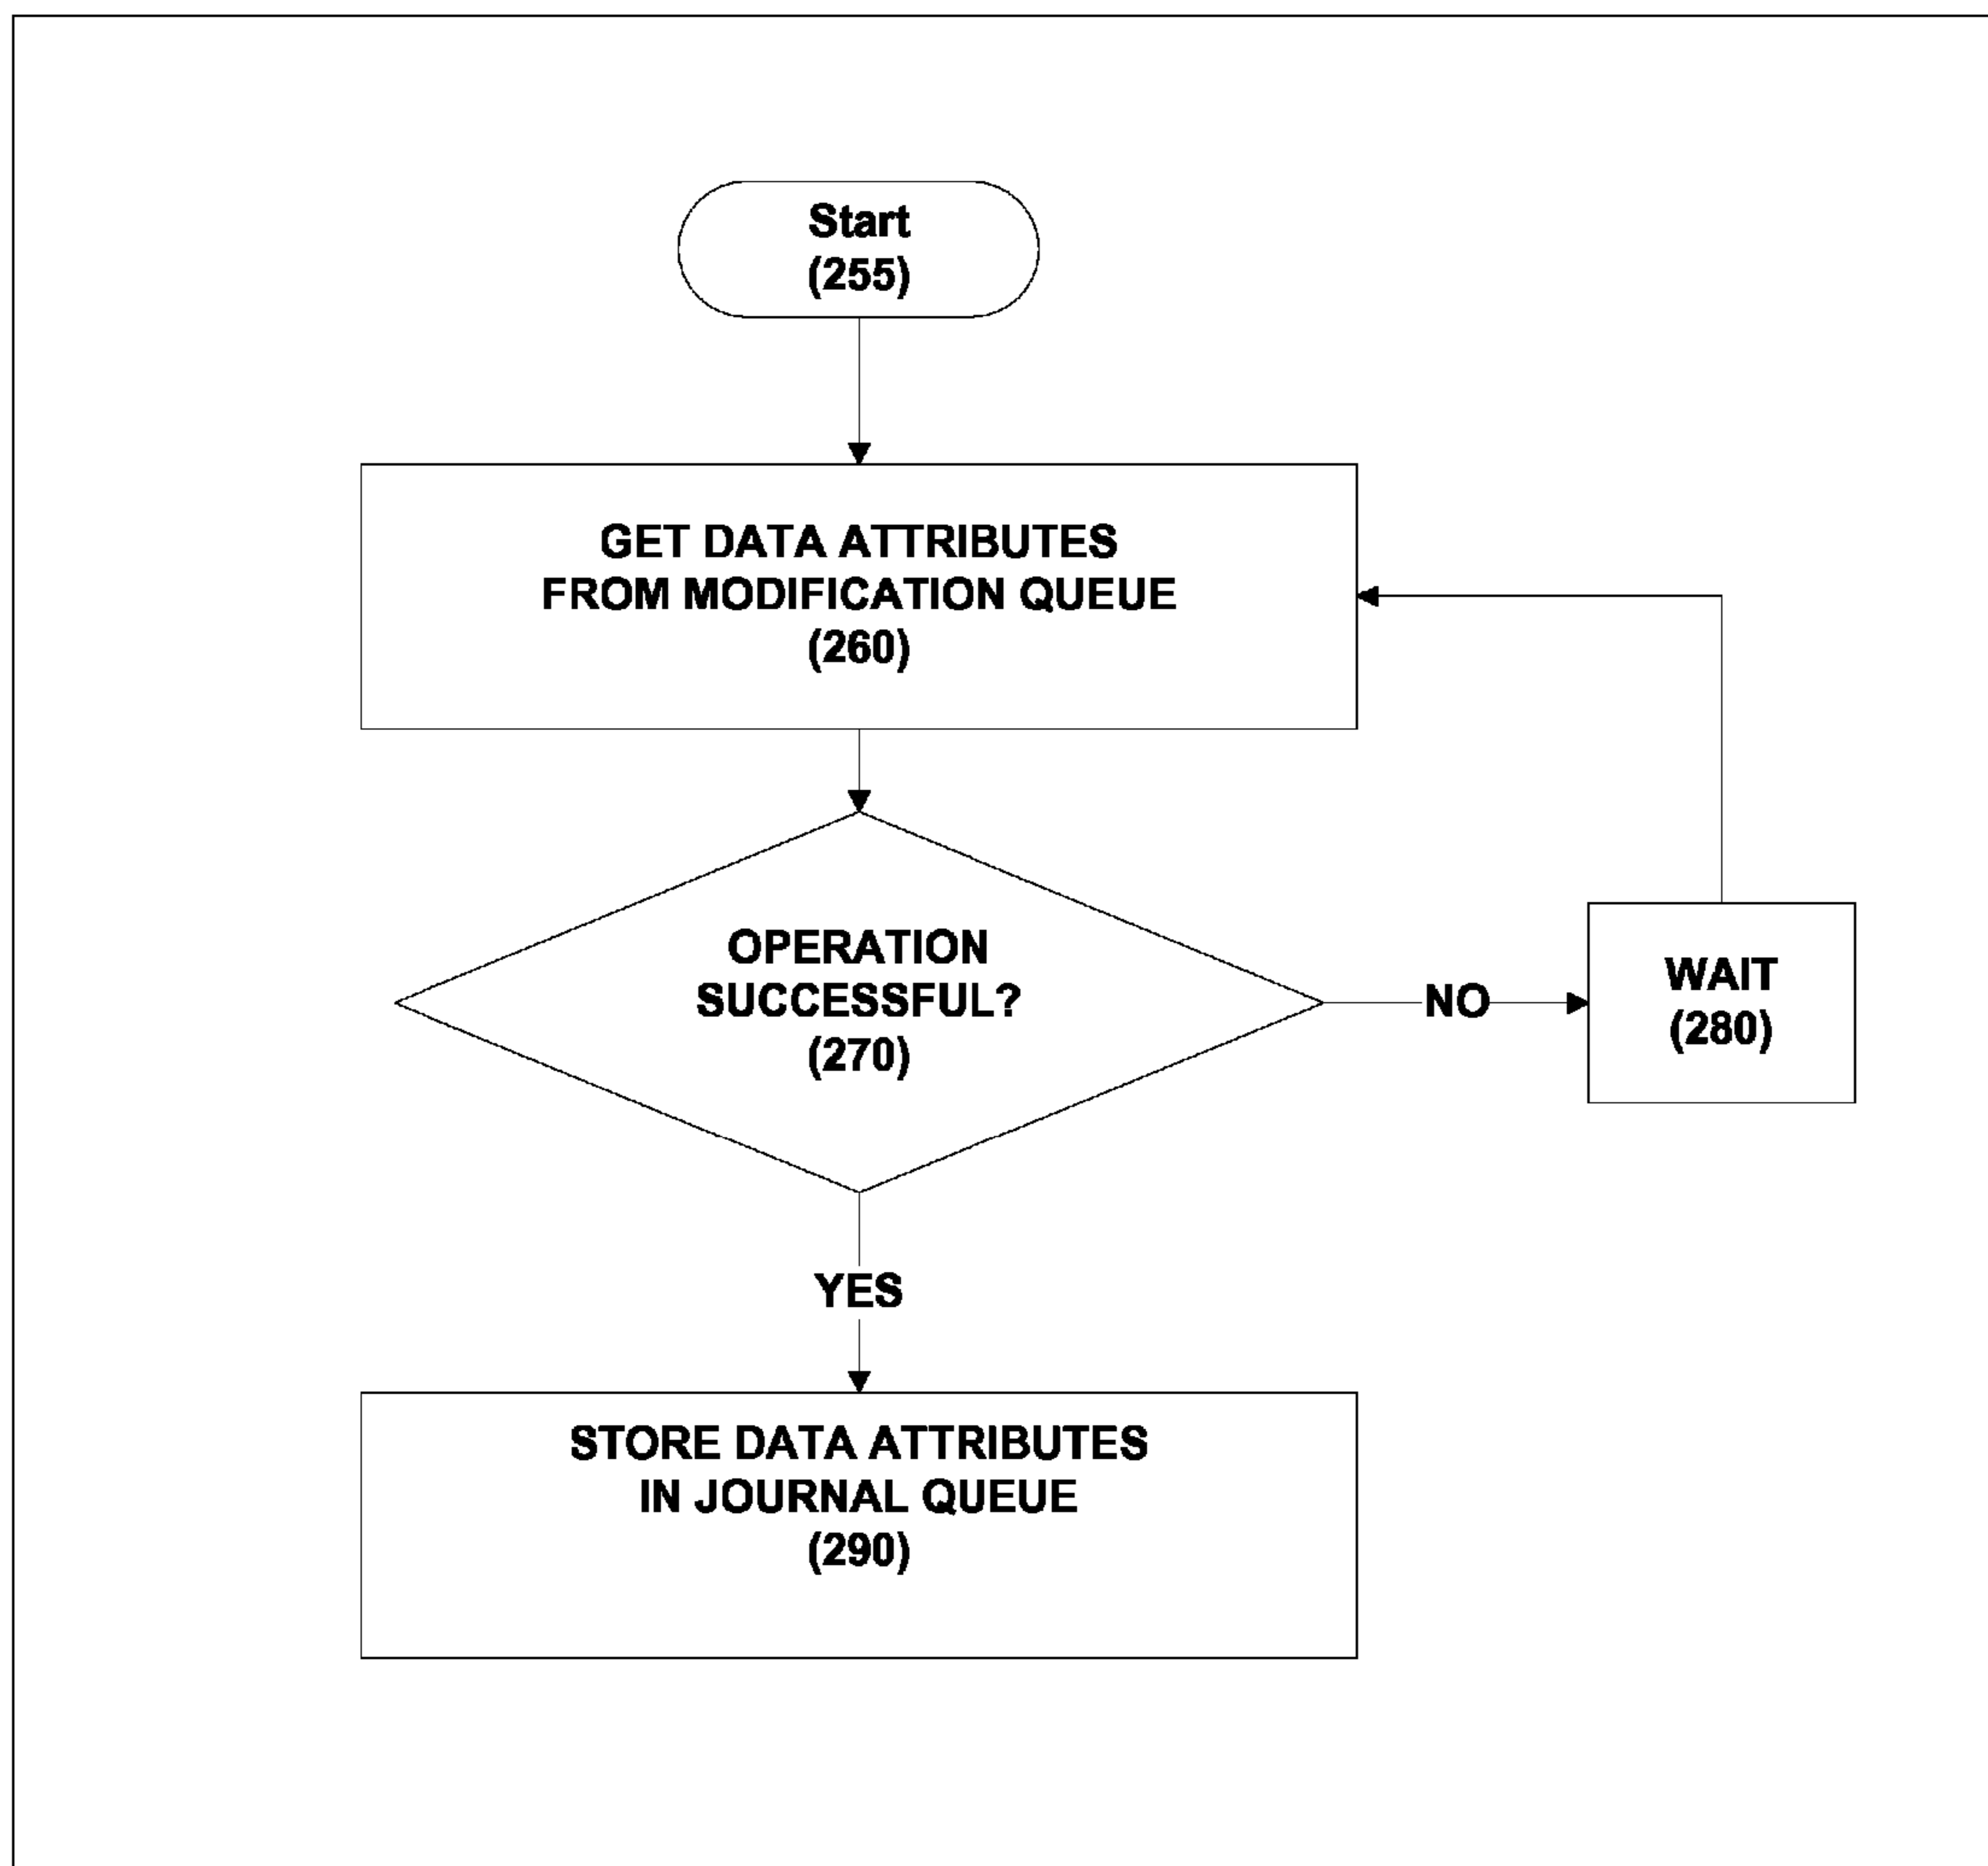 Start
(255)
GET DATA ATTRIBUTES
FROM MODIFICATION QUEUE
(260)
OPERATION
SUCCESSFUL?
(270)
NO
WAIT
(280)
YES
STORE DATA ATTRIBUTES
IN JOURNAL QUEUE
(290)